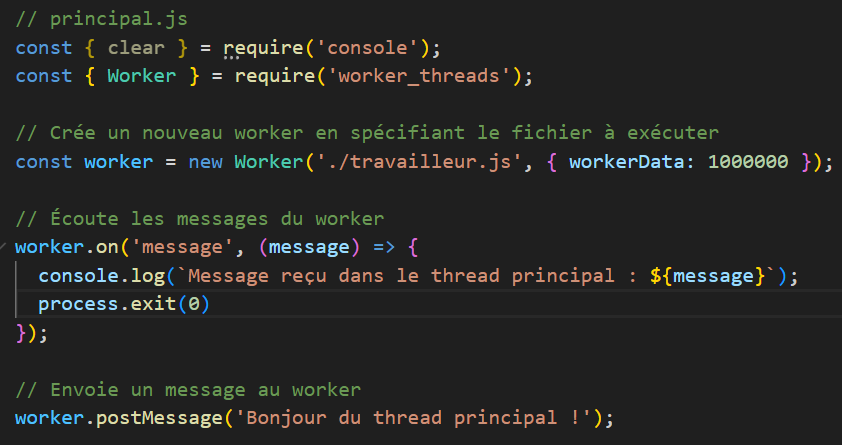 // principal.js
const { clear } = require('console');
const { Worker } = require('worker_threads');
// Crée un nouveau worker en spécifiant le fichier à exécuter
const worker = new Worker('./travailleur.js', { workerData: 1000000 });
// Écoute les messages du worker
worker.on('message', (message) => {
  console.log(`Message reçu dans le thread principal : ${message}`);
  process.exit(0)
});
// Envoie un message au worker
worker.postMessage('Bonjour du thread principal !');